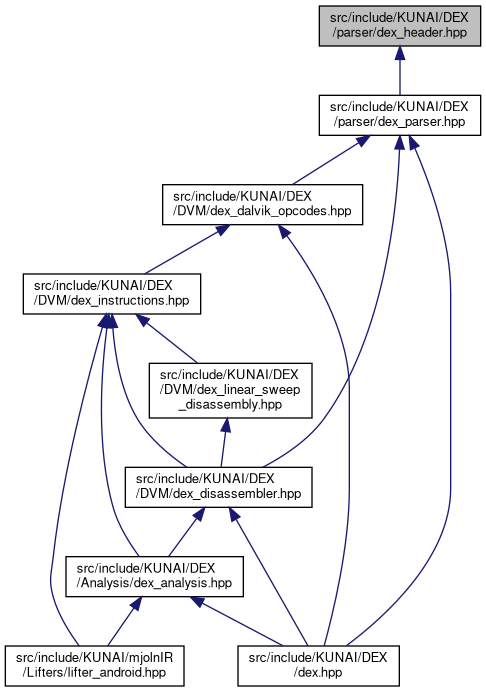 src/include/KUNAI/DEX
/parser/dex_header.hpp
src/include/KUNAI/DEX
/parser/dex_parser.hpp
src/include/KUNAI/DEX
/DVM/dex_dalvik_opcodes.hpp
src/include/KUNAI/DEX
/DVM/dex_instructions.hpp
src/include/KUNAI/DEX
/DVM/dex_linear_sweep
_disassembly.hpp
src/include/KUNAI/DEX
/DVM/dex_disassembler.hpp
src/include/KUNAI/DEX
/Analysis/dex_analysis.hpp
src/include/KUNAI/mjolnIR
/Lifters/lifter_android.hpp
src/include/KUNAI/DEX
/dex.hpp